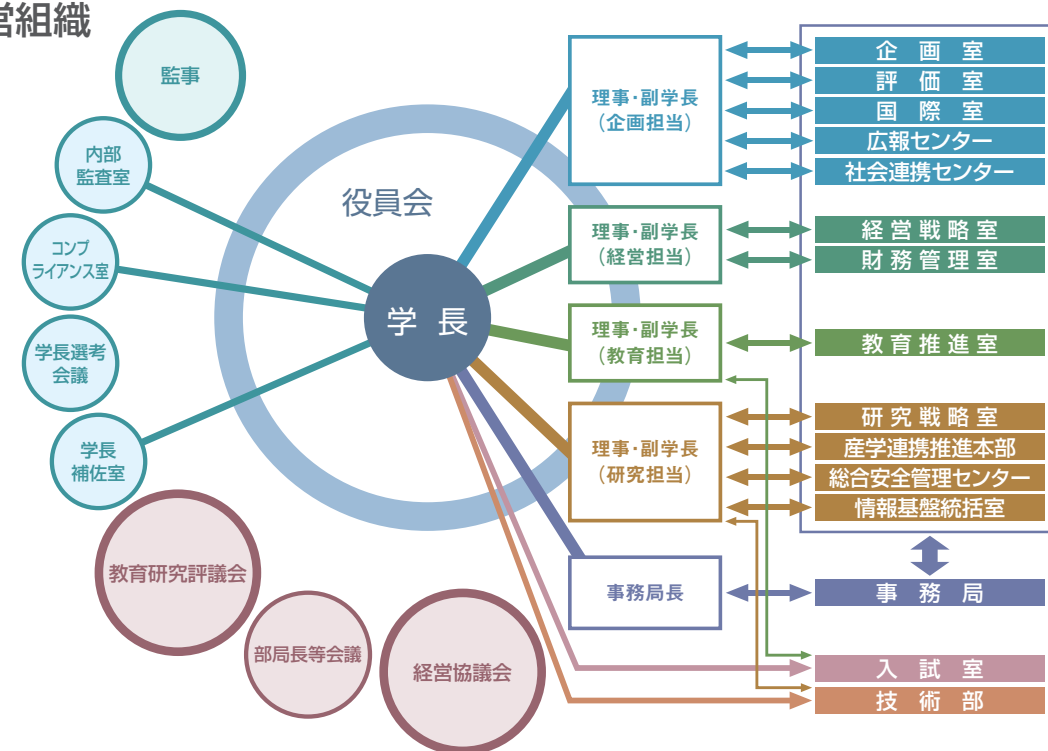 営組織
監事
内部
監査室
コンプ
ライアンス室
学長選考
会議
学長
補佐室
教育研究評議会
部局長等会議
経営協議会
役員会
学 長
理事・副学長
(企画担当)
理事・副学長
(経営担当)
理事・副学長
(教育担当)
理事・副学長
(研究担当)
事務局長
企 画 室
評 価 室
国 際 室
広報センター
社会連携センター
経営戦略室
財務管理室
教育推進室
研究戦略室
産学連携推進本部
総合安全管理センター
情報基盤統括室
事 務 局
入 試 室
技 術 部